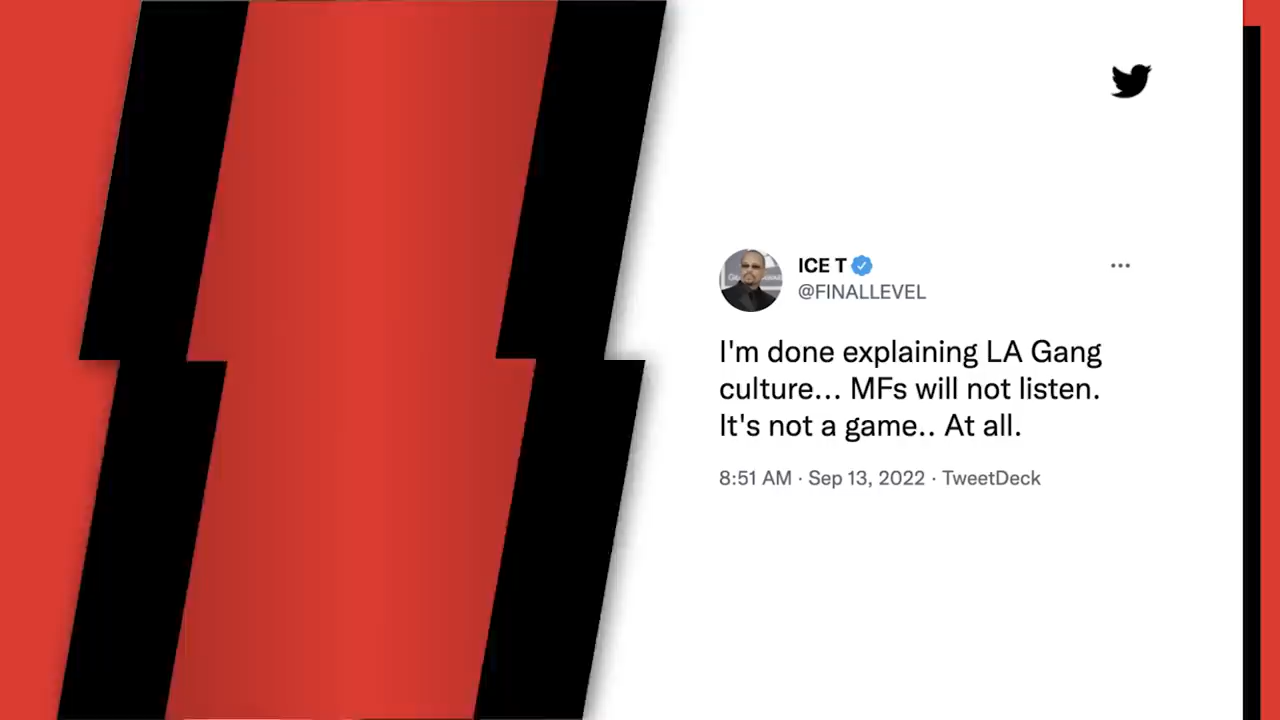 ICE T
@FINALLEVEL
I'm done explaining LA Gang
culture... MFs will not listen.
It's not a game.. At all.
8:51 AM · Sep 13, 2022 · TweetDeck